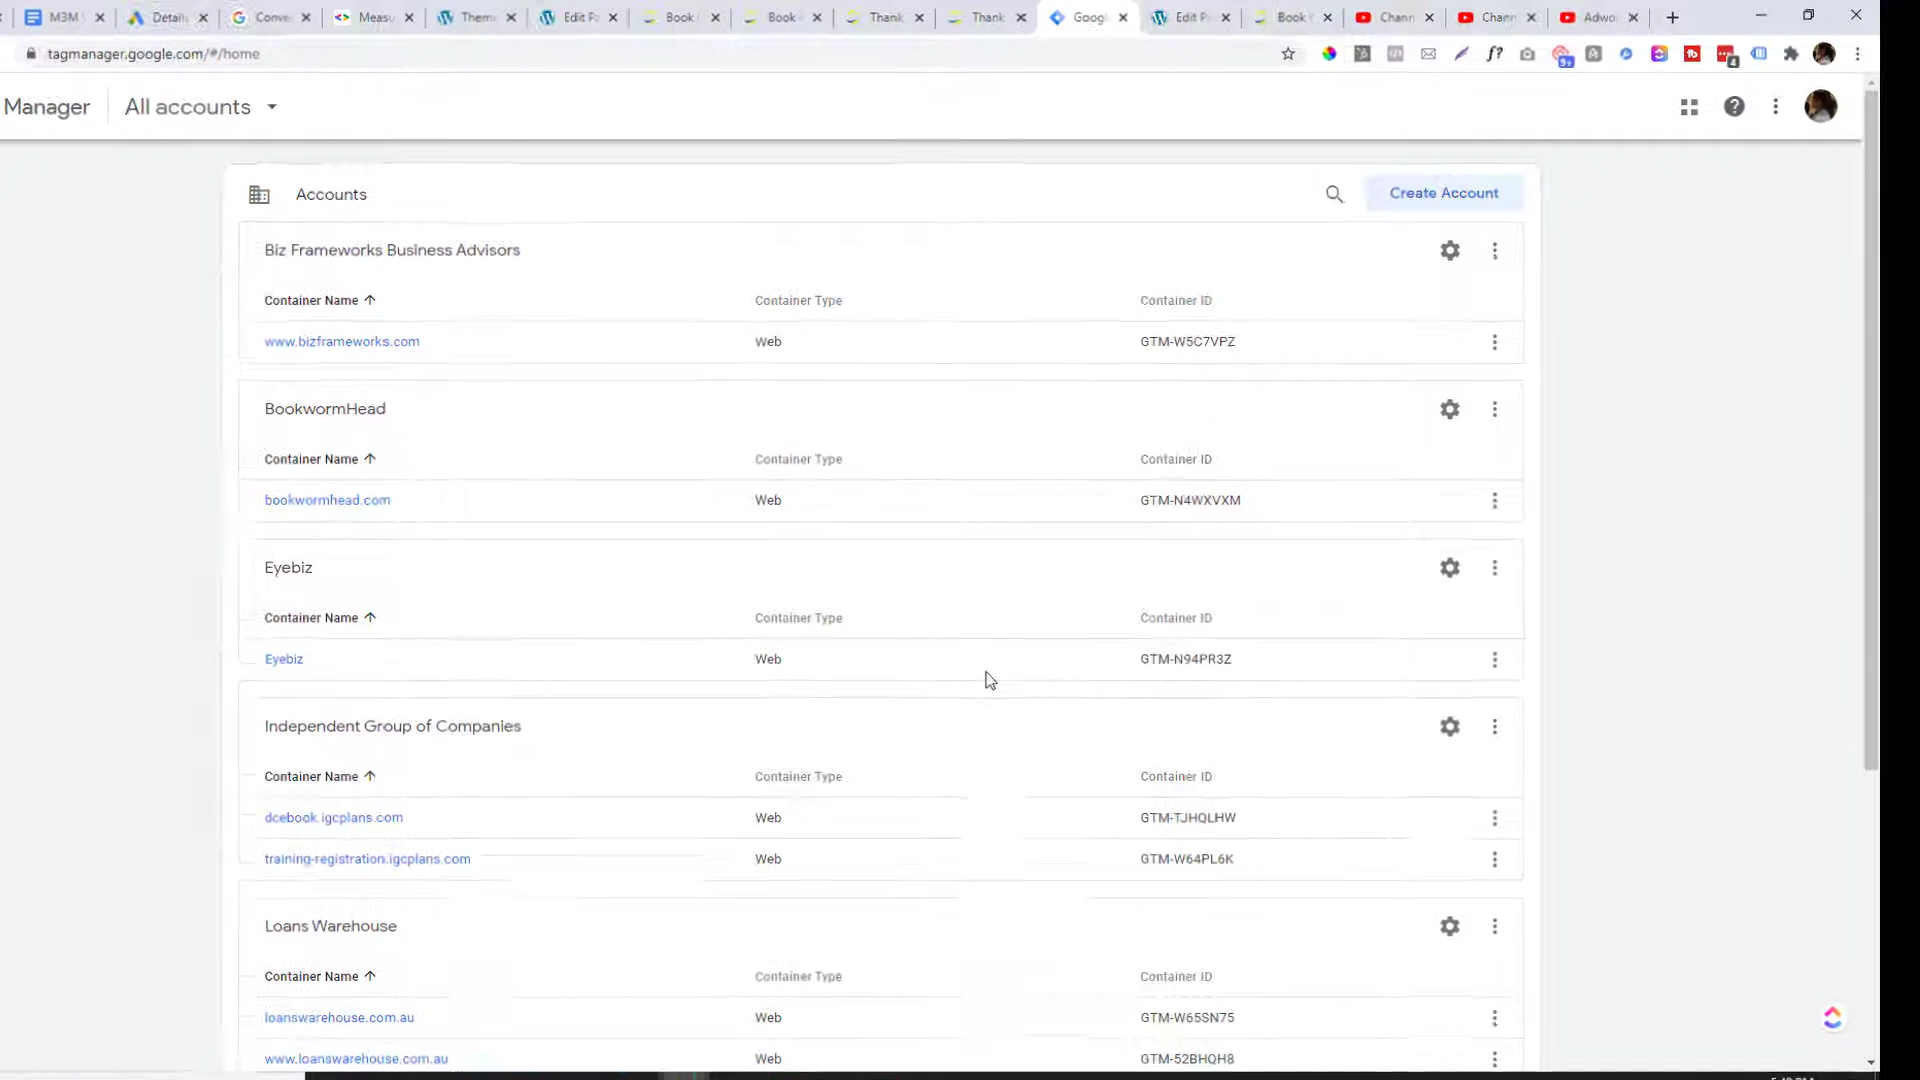 M3M
Details
Conve
Measu
Them
Edit Pa
Book
Book
Thank
Thank
Googl
Edit P
Book
Chann
Chann
Adwo
tagmanager.google.com/#/home
f?
9+
4
Manager
All accounts
Accounts
Create Account
Biz Frameworks Business Advisors
Container Name Container Type Container ID
www.bizframeworks.com Web GTM-W5C7VPZ
BookwormHead
Container Name Container Type Container ID
bookwormhead.com Web GTM-N4WXVXM
Eyebiz
Container Name Container Type Container ID
Eyebiz Web GTM-N94PR3Z
Independent Group of Companies
Container Name Container Type Container ID
dcebook.igcplans.com Web GTM-TJHQLHW
training-registration.igcplans.com Web GTM-W64PL6K
Loans Warehouse
Container Name Container Type Container ID
loanswarehouse.com.au Web GTM-W65SN75
www.loanswarehouse.com.au Web GTM-52BHQH8